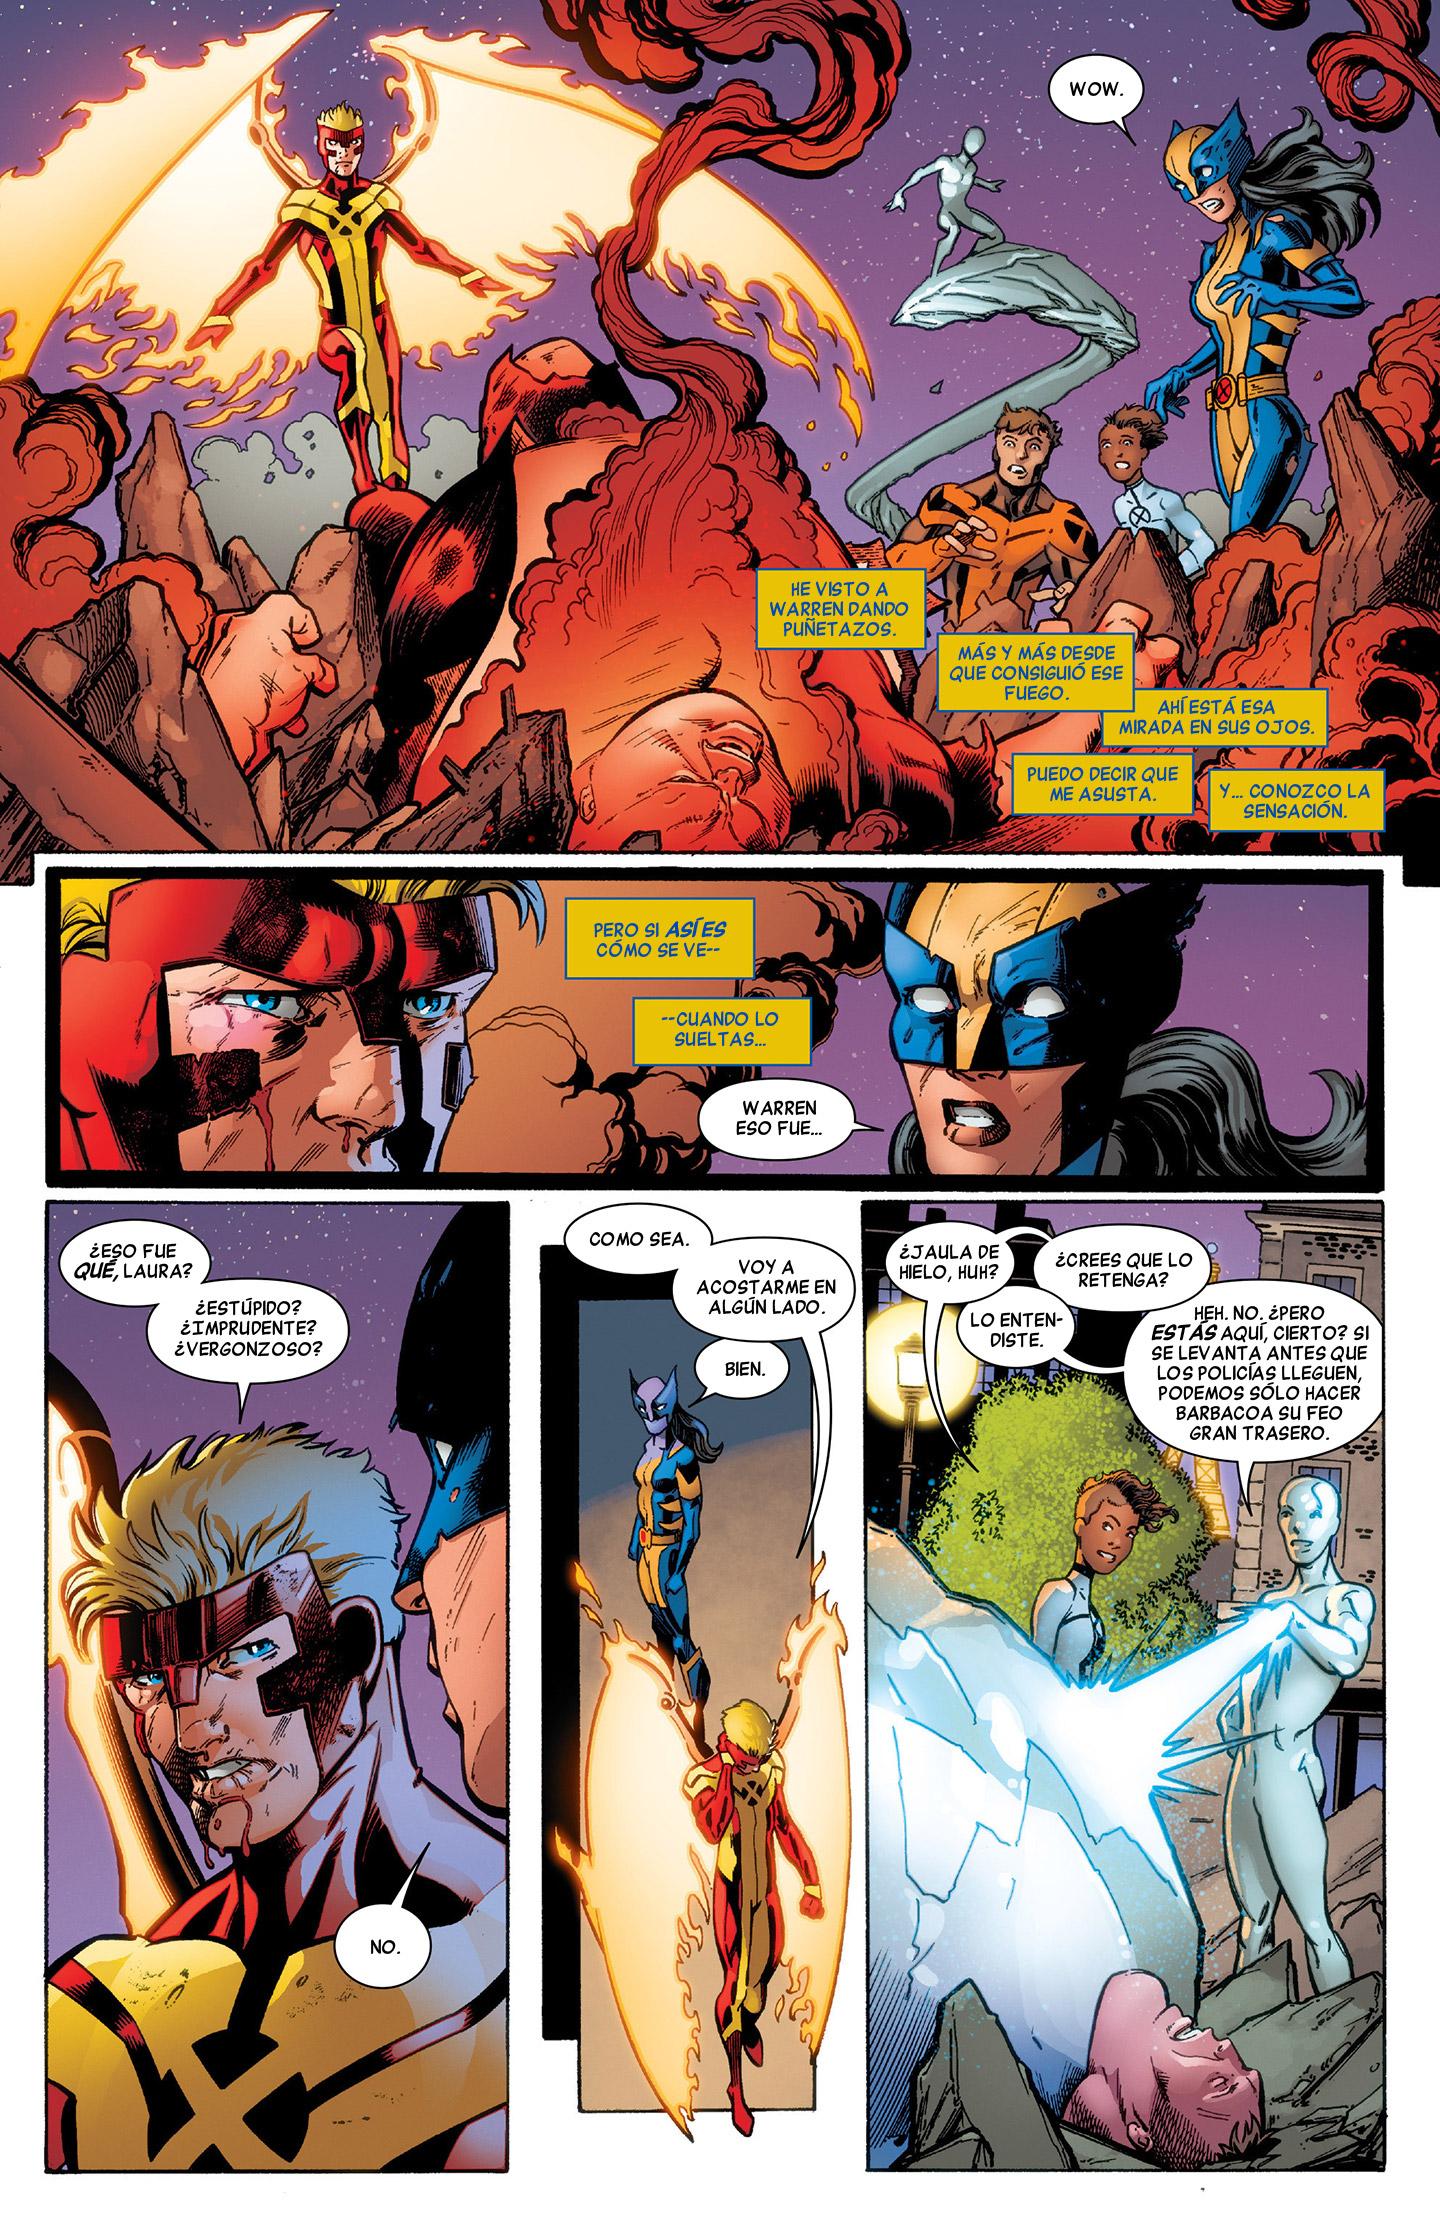 WOW.
HE VISTO A
WARREN DANDO
PUÑETAZOS.
MÁS Y MÁS DESDE
QUE CONSIGUIÓ ESE
FUEGO.
AHÍ ESTÁ ESA
MIRADA EN SUS OJOS.
PUEDO DECIR QUE
ME ASUSTA.
Y... CONOZCO LA
SENSACIÓN.
PERO SI ASÍ ES
CÓMO SE VE--
--CUANDO LO
SUELTAS...
WARREN
ESO FUE...
¿ESO FUE
QUÉ, LAURA?
¿ESTÚPIDO?
¿IMPRUDENTE?
¿VERGONZOSO?
NO.
COMO SEA.
VOY A
ACOSTARME EN
ALGÚN LADO.
BIEN.
¿JAULA DE
HIELO, HUH?
¿CREES QUE LO
RETENGA?
LO ENTEN-
DISTE.
HEH. NO. ¿PERO
ESTÁS AQUÍ, CIERTO? SI
SE LEVANTA ANTES QUE
LOS POLICÍAS LLEGUEN,
PODEMOS SÓLO HACER
BARBACOA SU FEO
GRAN TRASERO.